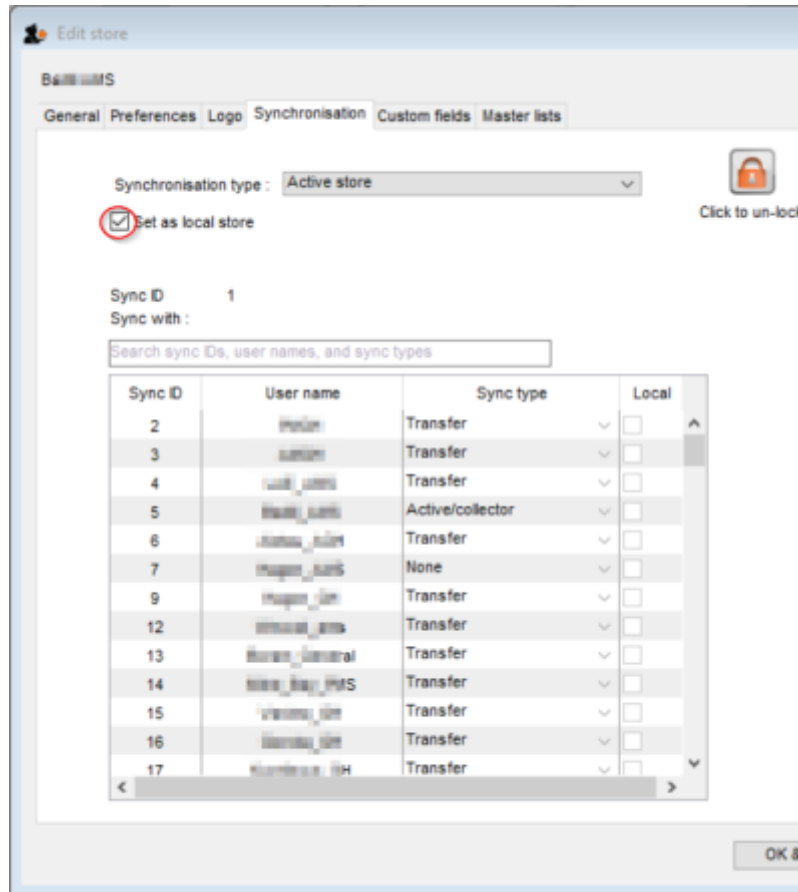 Edit store
General Preferences Logo Synchronisation Custom fields Master lists
Synchronisation type : Active store
Click to un-lock
Set as local store
Sync ID 1
Sync with :
Search sync IDs, user names, and sync types
Sync ID User name Sync type Local
2 Transfer
3 Transfer
4 Transfer
5 Active/collector
6 Transfer
7 None
9 Transfer
12 Transfer
13 Transfer
14 Transfer
15 Transfer
16 Transfer
17 Transfer
OK &